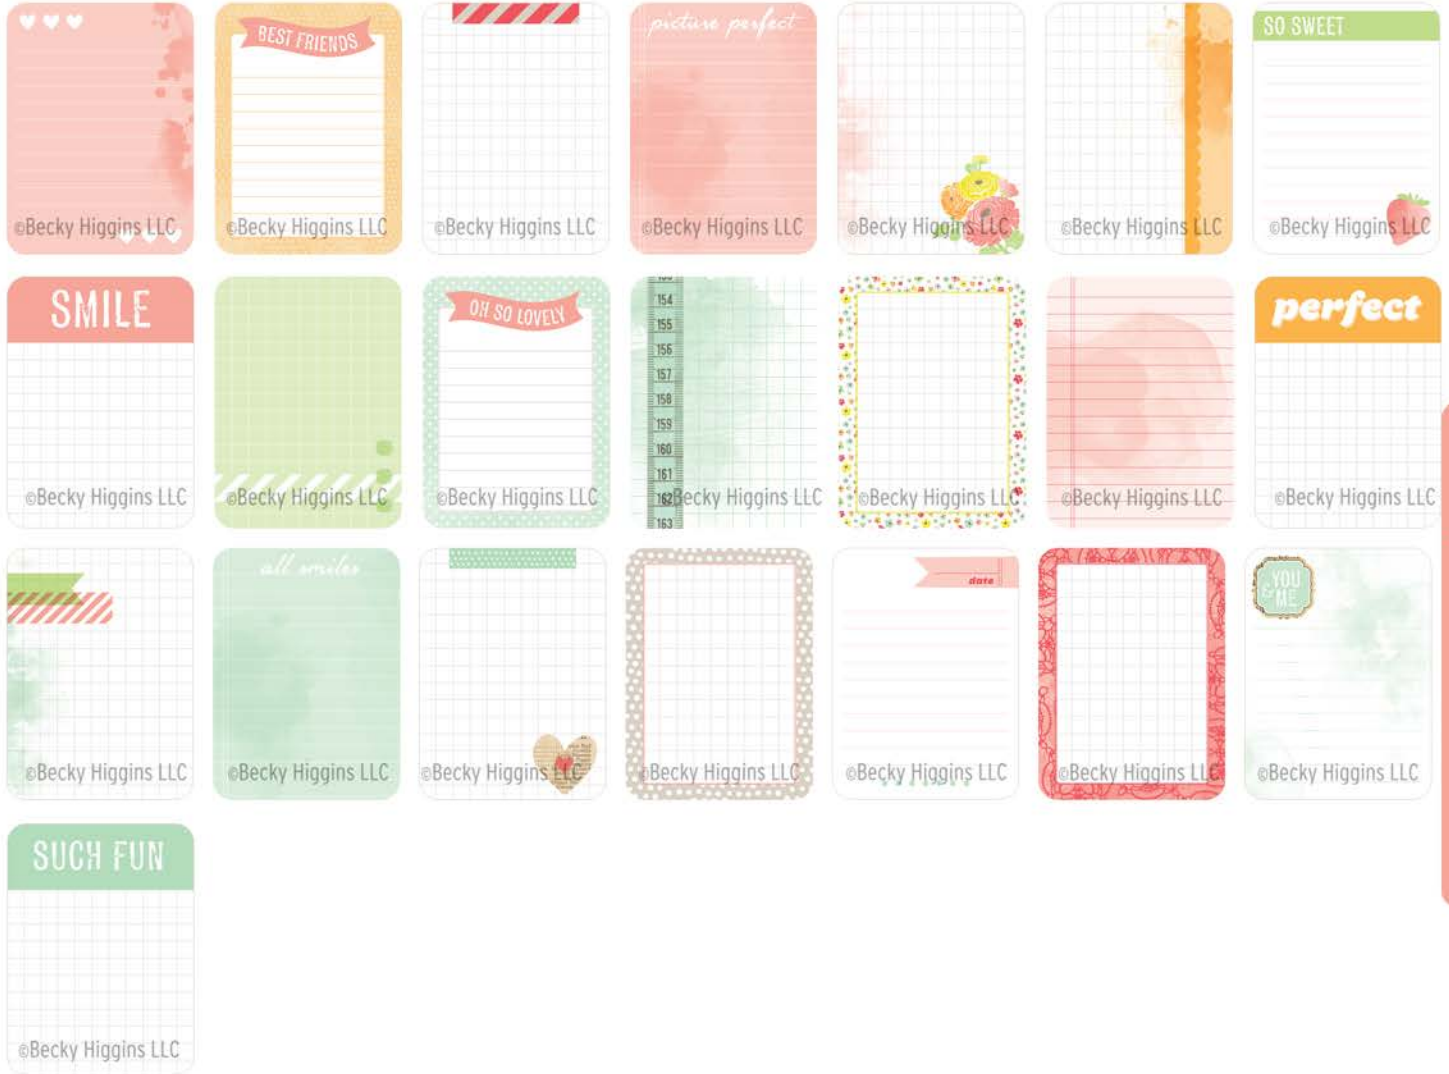 BEST FRIENDS
picture perfect
SO SWEET
©Becky Higgins LLC
©Becky Higgins LLC
©Becky Higgins LLC
©Becky Higgins LLC
©Becky Higgins LLC
©Becky Higgins LLC
©Becky Higgins LLC
SMILE
OH SO LOVELY
154
155
156
157
158
159
160
161
162
163
perfect
©Becky Higgins LLC
©Becky Higgins LLC
©Becky Higgins LLC
©Becky Higgins LLC
©Becky Higgins LLC
©Becky Higgins LLC
©Becky Higgins LLC
all smiles
date
YOU
& ME
©Becky Higgins LLC
©Becky Higgins LLC
©Becky Higgins LLC
©Becky Higgins LLC
©Becky Higgins LLC
©Becky Higgins LLC
©Becky Higgins LLC
SUCH FUN
©Becky Higgins LLC